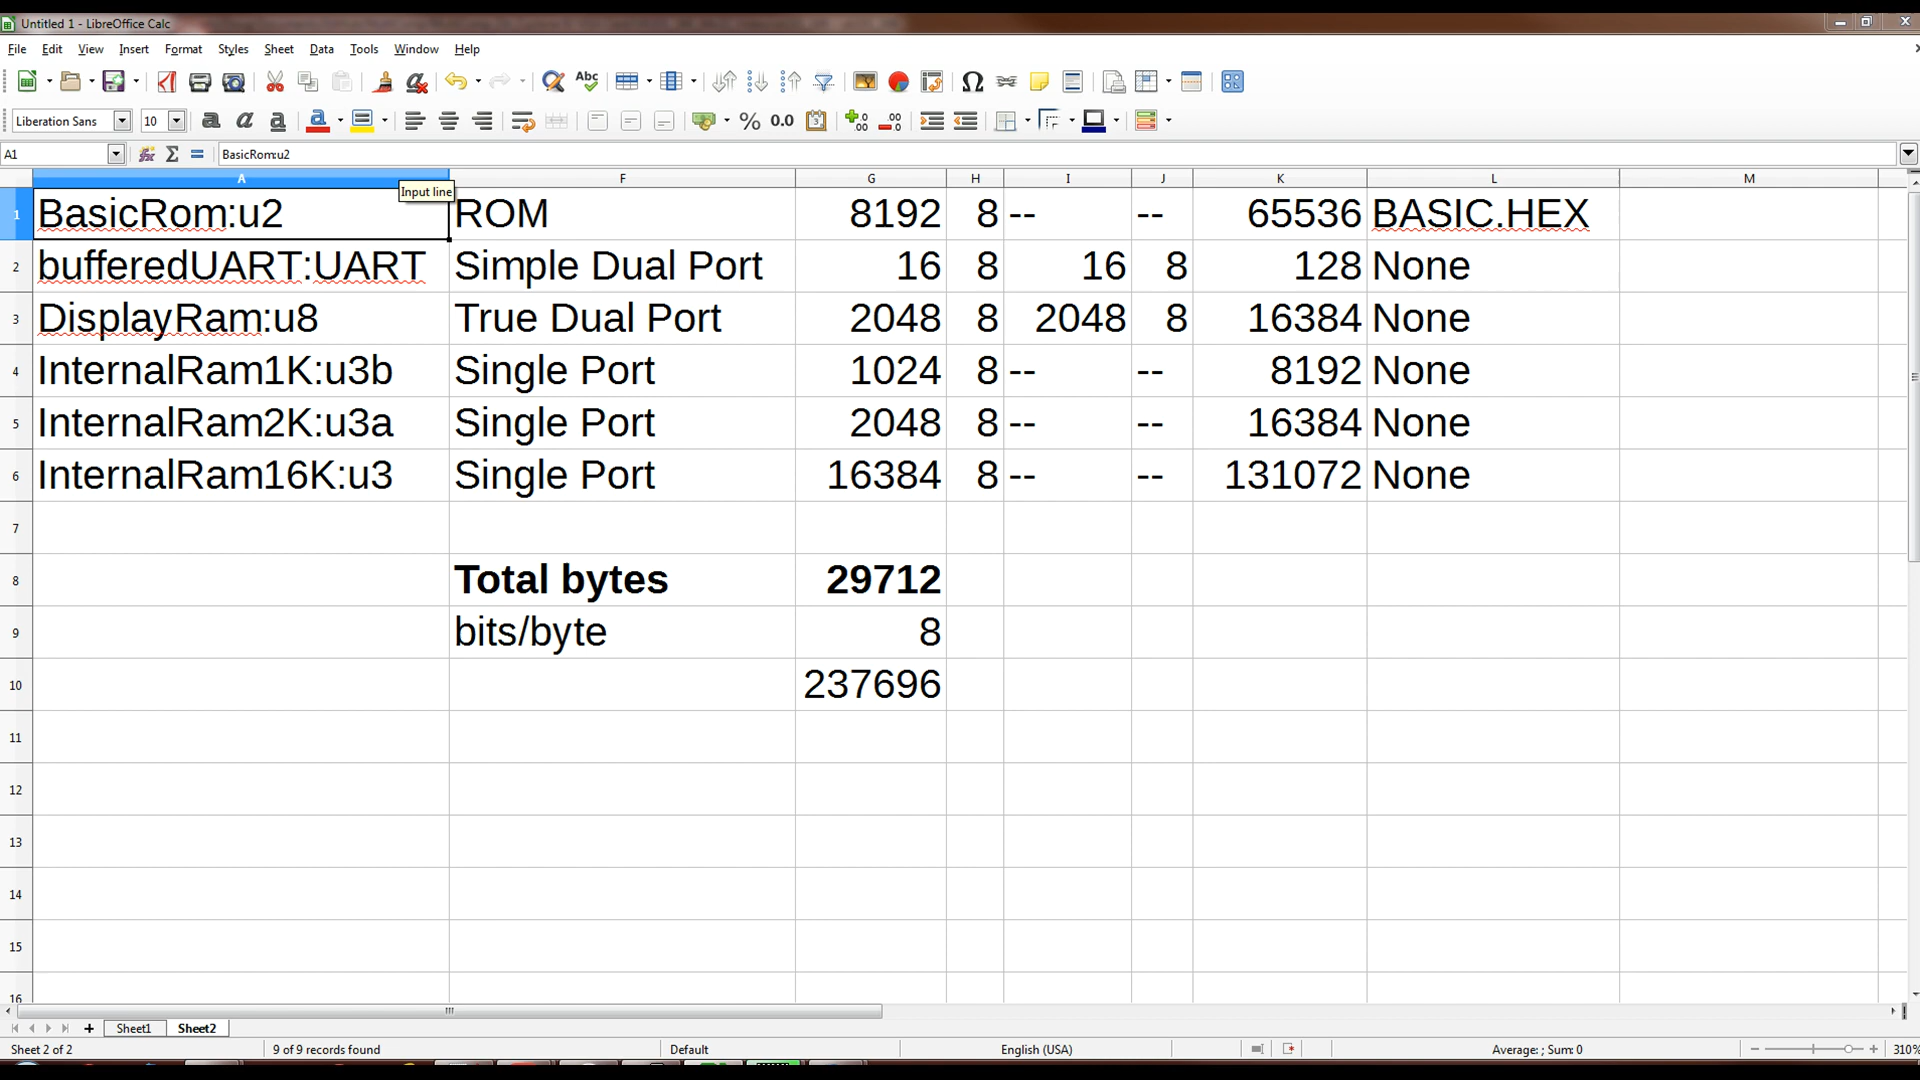 Untitled 1 - LibreOffice Calc
File Edit View Insert Format Styles Sheet Data Tools Window Help
Liberation Sans 10
A1 BasicRom:u2
A F G H I J K L M
Input line
1 BasicRom:u2 ROM 8192 8 -- -- 65536 BASIC.HEX
2 bufferedUART:UART Simple Dual Port 16 8 16 8 128 None
3 DisplayRam:u8 True Dual Port 2048 8 2048 8 16384 None
4 InternalRam1K:u3b Single Port 1024 8 -- -- 8192 None
5 InternalRam2K:u3a Single Port 2048 8 -- -- 16384 None
6 InternalRam16K:u3 Single Port 16384 8 -- -- 131072 None
7
8 Total bytes 29712
9 bits/byte 8
10 237696
11
12
13
14
15
16
Sheet1 Sheet2
Sheet 2 of 2 9 of 9 records found Default English (USA) Average: ; Sum: 0 310%